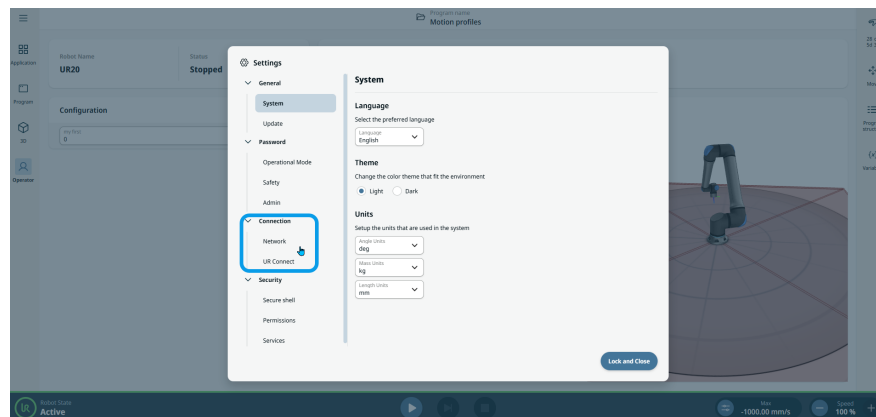 Program name
Motion profiles
Application
Program
3D
Operator
Robot Name
UR20
Status
Stopped
Configuration
my first
0
Settings
General
System
Update
Password
Operational Mode
Safety
Admin
Connection
Network
UR Connect
Security
Secure shell
Permissions
Services
System
Language
Select the preferred language
Language
English
Theme
Change the color theme that fit the environment
Light
Dark
Units
Setup the units that are used in the system
Angle Units
deg
Mass Units
kg
Length Units
mm
Lock and Close
Robot State
Active
Max
-1000.00 mm/s
Speed
100 %